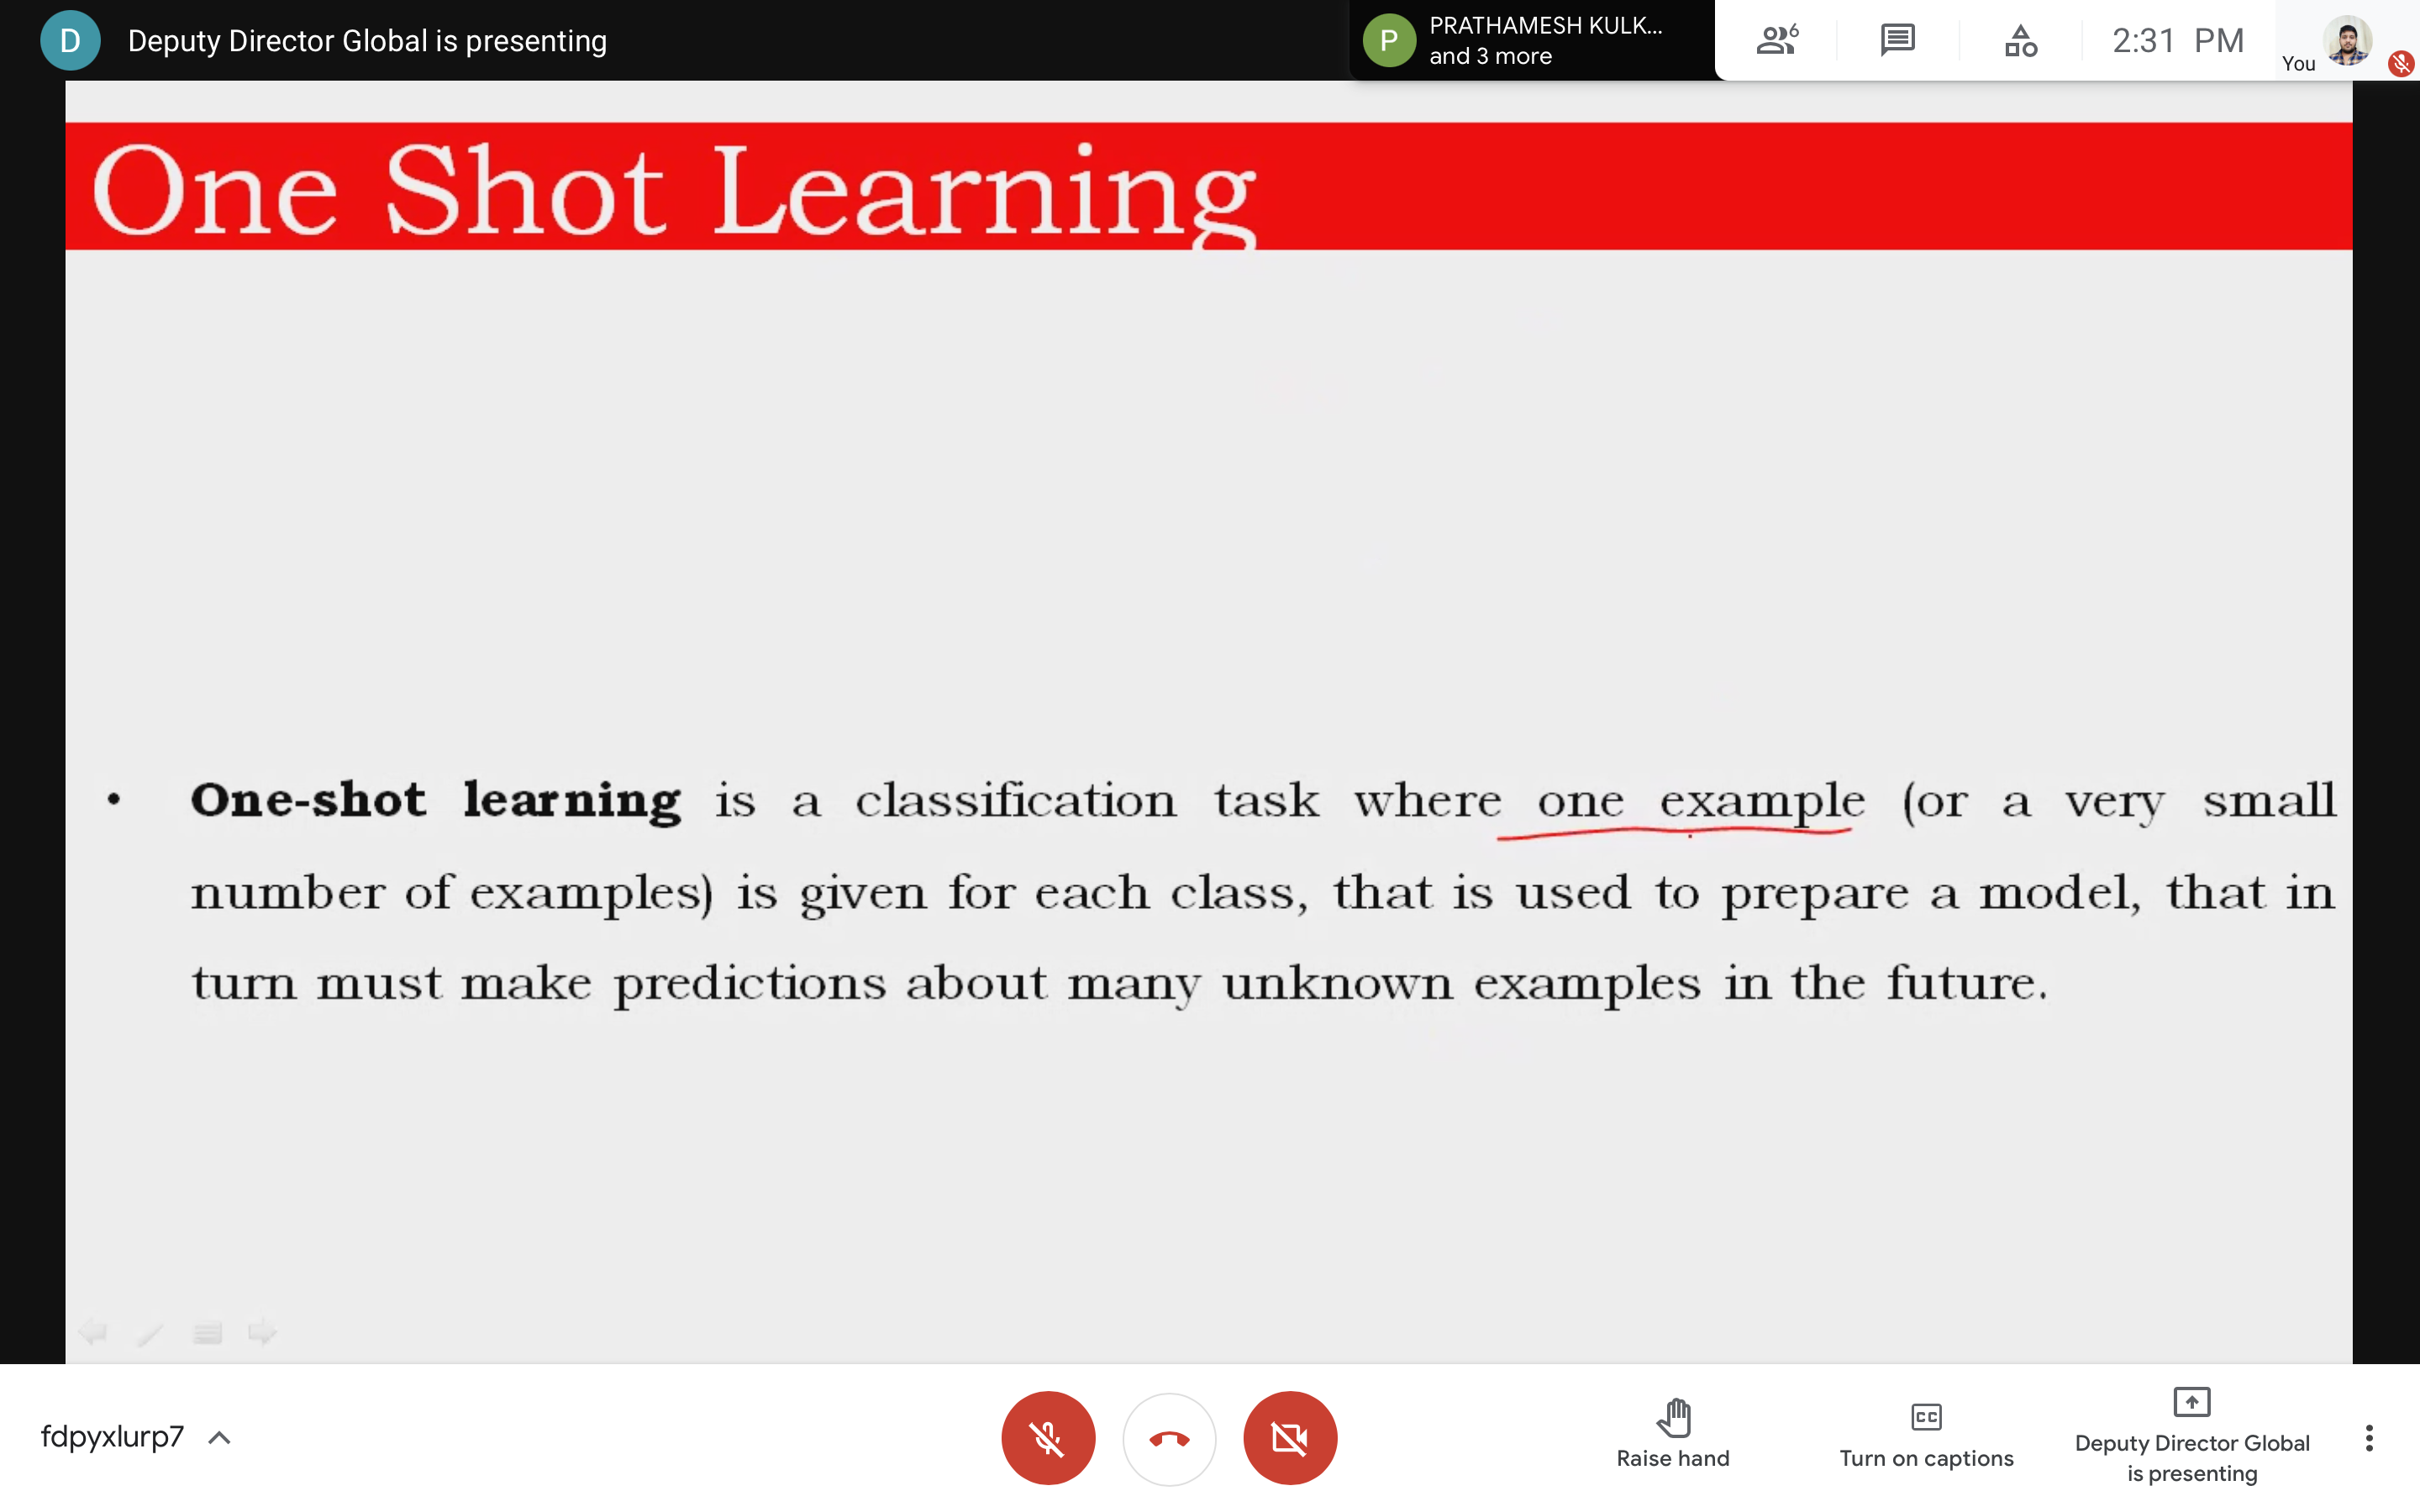 D Deputy Director Global is presenting
P PRATHAMESH KULK...
and 3 more
6
2:31 PM
You
One Shot Learning
• One-shot learning is a classification task where one example (or a very small
number of examples) is given for each class, that is used to prepare a model, that in
turn must make predictions about many unknown examples in the future.
fdpyxlurp7
Raise hand
CC
Turn on captions
Deputy Director Global
is presenting